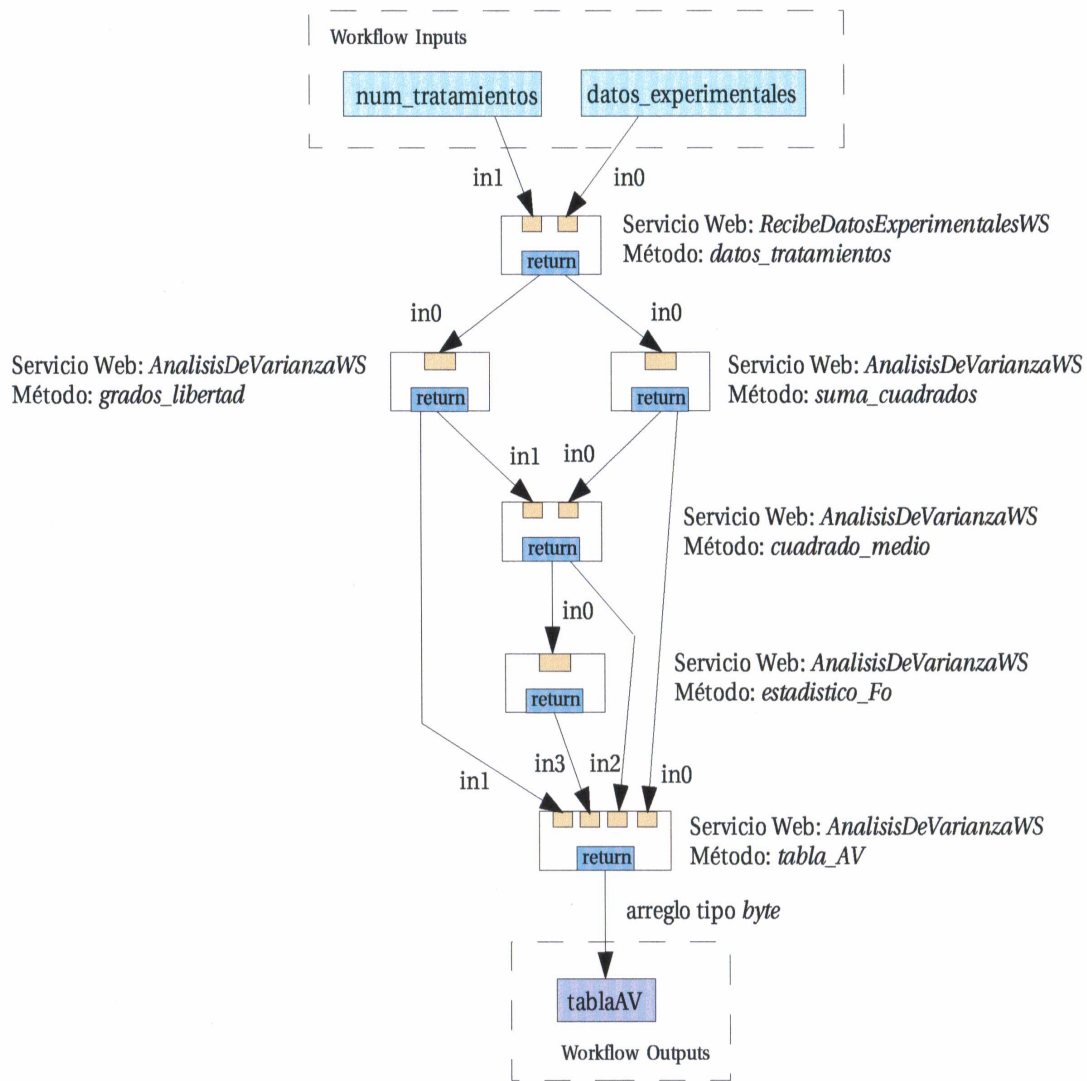 Workflow Inputs
num_tratamientos
datos_experimentales
in1
in0
Servicio Web: RecibeDatosExperimentalesWS
Método: datos_tratamientos
return
in0
in0
Servicio Web: AnalisisDeVarianzaWS
Método: grados_libertad
return
Servicio Web: AnalisisDeVarianzaWS
Método: suma_cuadrados
return
in1
in0
Servicio Web: AnalisisDeVarianzaWS
Método: cuadrado_medio
return
in0
Servicio Web: AnalisisDeVarianzaWS
Método: estadistico_Fo
return
in1
in3
in2
in0
Servicio Web: AnalisisDeVarianzaWS
Método: tabla_AV
return
arreglo tipo byte
tablaAV
Workflow Outputs